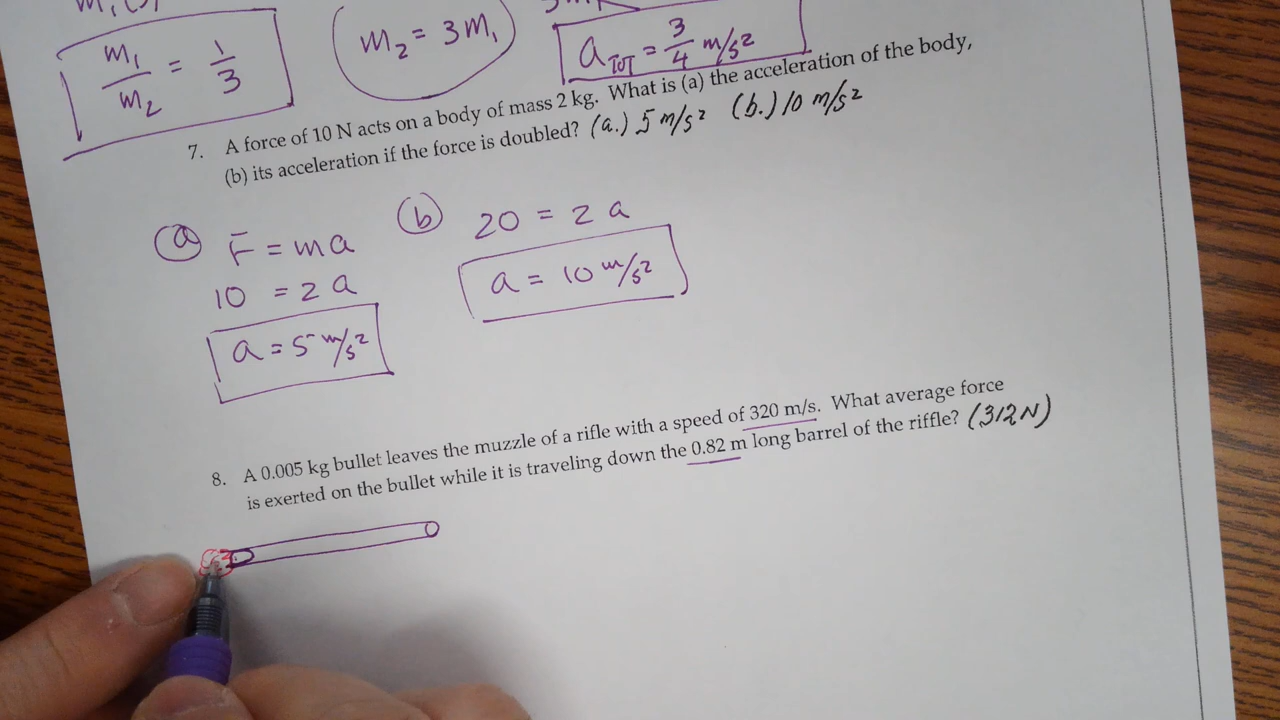 m₁
m₁/m₂ = 1/3
m₂ = 3m₁
a_TOT = 3/4 m/s²
7. A force of 10 N acts on a body of mass 2 kg. What is (a) the acceleration of the body,
(b) its acceleration if the force is doubled? (a.) 5 m/s² (b.) 10 m/s²
(a) F = ma
10 = 2 a
a = 5 m/s²
(b) 20 = 2 a
a = 10 m/s²
8. A 0.005 kg bullet leaves the muzzle of a rifle with a speed of 320 m/s. What average force
is exerted on the bullet while it is traveling down the 0.82 m long barrel of the riffle? (312N)